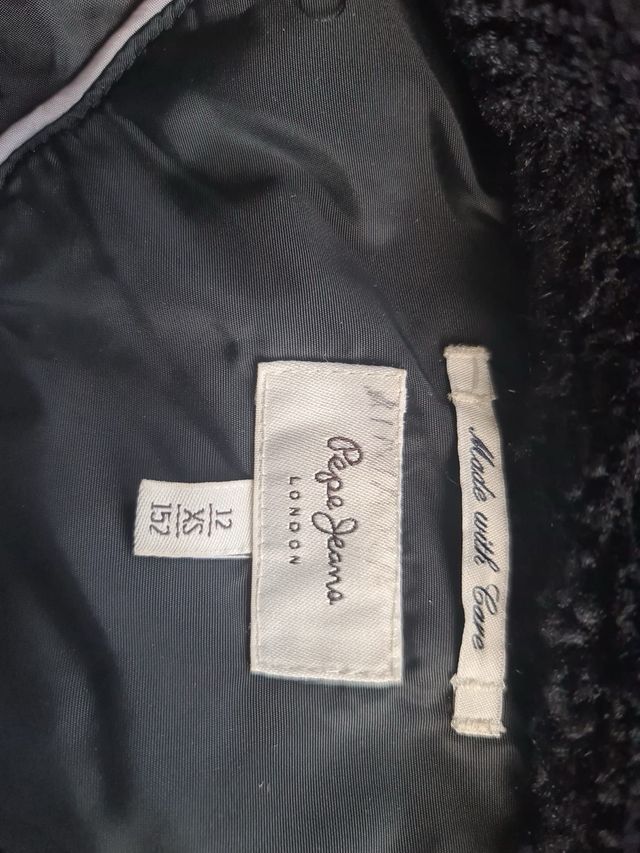 Made with Care
Pepe Jeans
LONDON
12
XS
152